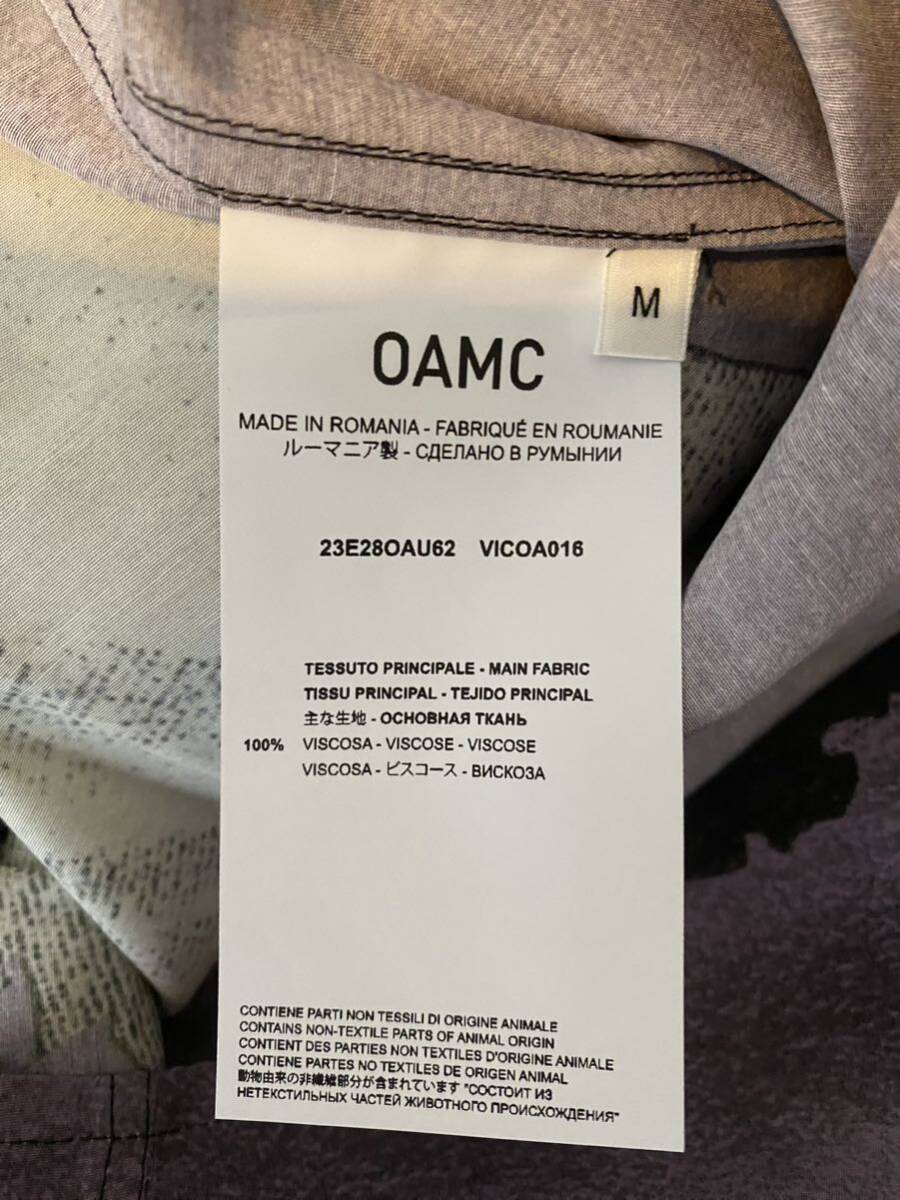 M
OAMC
MADE IN ROMANIA - FABRIQUÉ EN ROUMANIE
ルーマニア製 - СДЕЛАНО В РУМЫНИИ
23E28OAU62 VICOA016
TESSUTO PRINCIPALE - MAIN FABRIC
TISSU PRINCIPAL - TEJIDO PRINCIPAL
主な生地 - ОСНОВНАЯ ТКАНЬ
100% VISCOSA - VISCOSE - VISCOSE
VISCOSA - ビスコース - ВИСКОЗА
CONTIENE PARTI NON TESSILI DI ORIGINE ANIMALE
CONTAINS NON-TEXTILE PARTS OF ANIMAL ORIGIN
CONTIENT DES PARTIES NON TEXTILES D'ORIGINE ANIMALE
CONTIENE PARTES NO TEXTILES DE ORIGEN ANIMAL
動物由来の非繊維部分が含まれています "СОСТОИТ ИЗ
НЕТЕКСТИЛЬНЫХ ЧАСТЕЙ ЖИВОТНОГО ПРОИСХОЖДЕНИЯ"